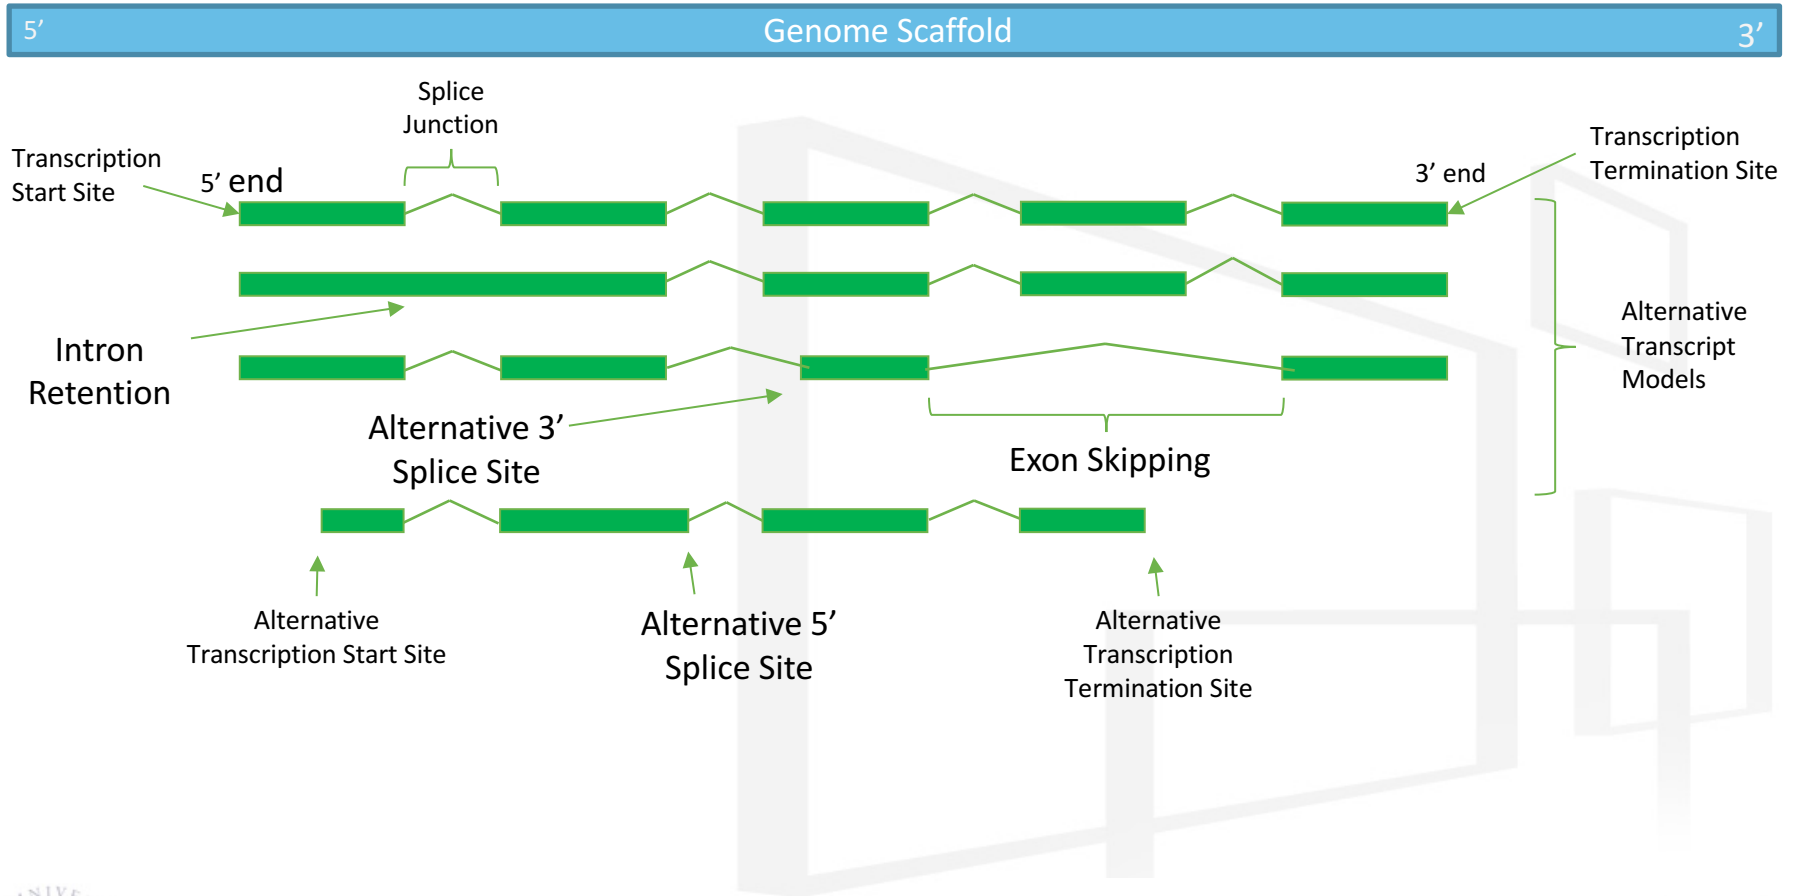 5’
Genome Scaffold
3’
Splice
Junction
Transcription
Start Site
5’ end
3’ end
Transcription
Termination Site
Intron
Retention
Alternative
Transcript
Models
Alternative 3’
Splice Site
Exon Skipping
Alternative
Transcription Start Site
Alternative 5’
Splice Site
Alternative
Transcription
Termination Site